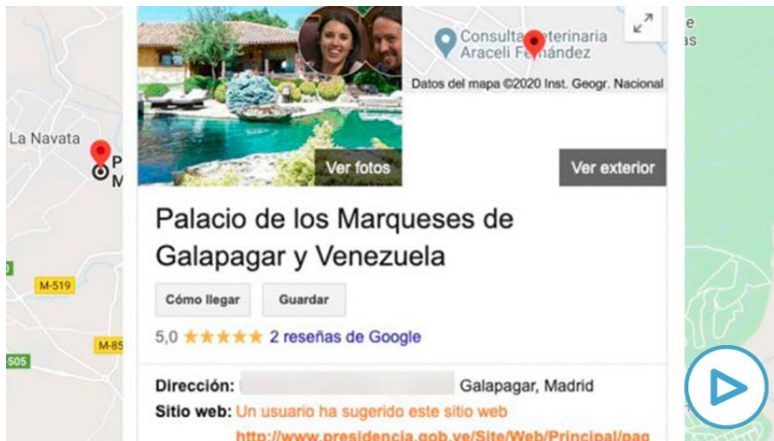 Consulta
Araceli
Datos del mapa ©2020 Inst. Geogr. Nacional
La Navata
Ver fotos
Ver exterior
Palacio de los Marqueses de
Galapagar y Venezuela
Cómo llegar
Guardar
M-519
5,0 ★★★★★ 2 reseñas de Google
M-85
505
Dirección: Galapagar, Madrid
Sitio web: Un usuario ha sugerido este sitio web
http://www.presidencia.gob.ve/Site/Web/Principal/pag